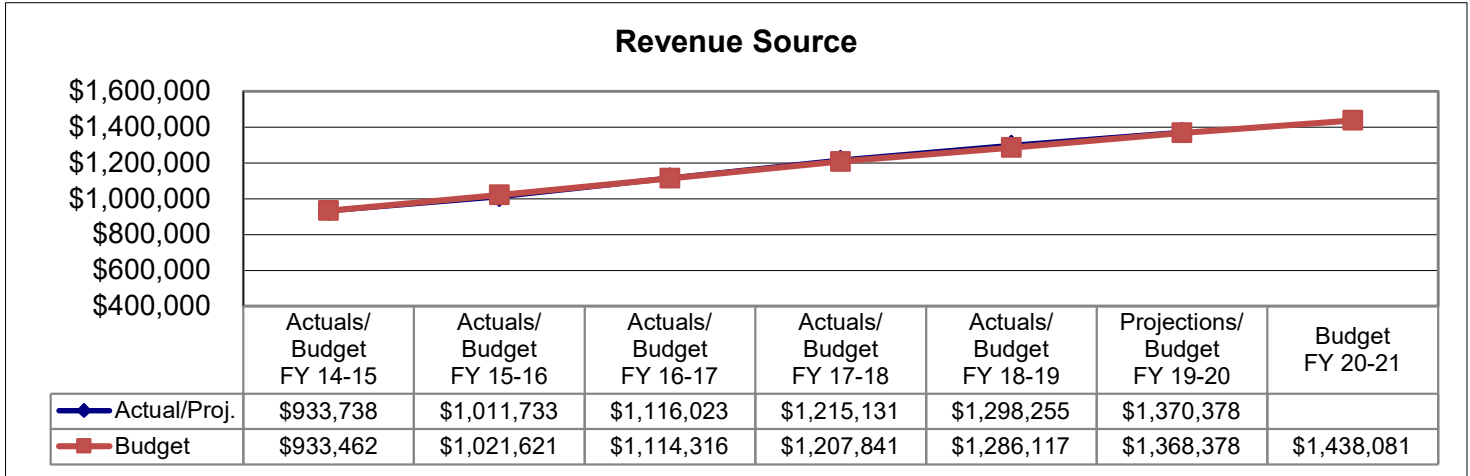 Revenue Source
$1,600,000
$1,400,000
$1,200,000
$1,000,000
$800,000
$600,000
$400,000
Actuals/ Budget FY 14-15
Actuals/ Budget FY 15-16
Actuals/ Budget FY 16-17
Actuals/ Budget FY 17-18
Actuals/ Budget FY 18-19
Projections/ Budget FY 19-20
Budget FY 20-21
Actual/Proj. $933,738 $1,011,733 $1,116,023 $1,215,131 $1,298,255 $1,370,378
Budget $933,462 $1,021,621 $1,114,316 $1,207,841 $1,286,117 $1,368,378 $1,438,081